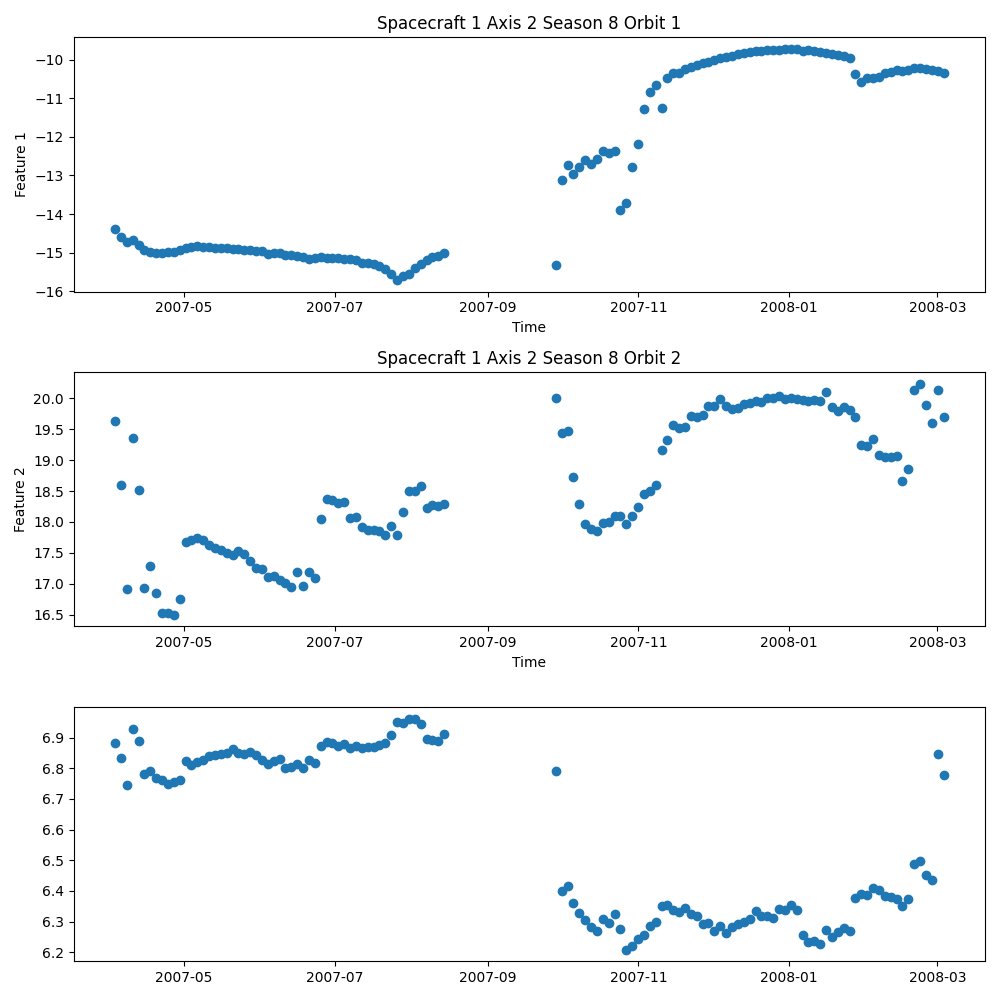 Spacecraft 1 Axis 2 Season 8 Orbit 1
−10
−11
−12
−13
−14
−15
−16
Feature 1
2007-05 2007-07 2007-09 2007-11 2008-01 2008-03
Time
Spacecraft 1 Axis 2 Season 8 Orbit 2
20.0
19.5
19.0
18.5
18.0
17.5
17.0
16.5
Feature 2
2007-05 2007-07 2007-09 2007-11 2008-01 2008-03
Time
6.9
6.8
6.7
6.6
6.5
6.4
6.3
6.2
2007-05 2007-07 2007-09 2007-11 2008-01 2008-03